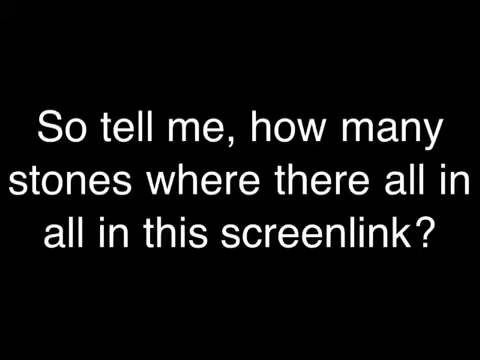 So tell me, how many
stones where there all in
all in this screenlink?